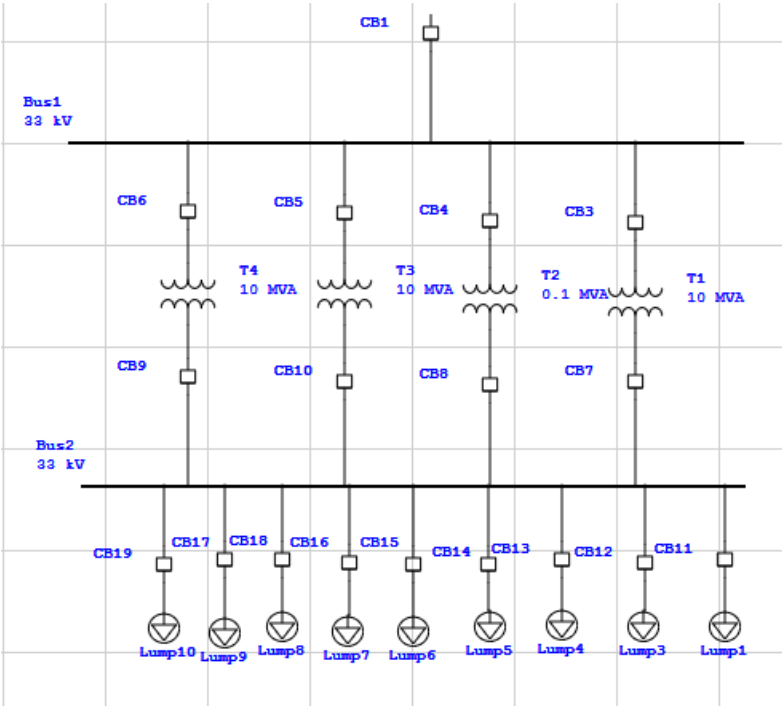 CB1
Bus1
33 kV
CB6
CB5
CB4
CB3
T4
10 MVA
T3
10 MVA
T2
0.1 MVA
T1
10 MVA
CB9
CB10
CB8
CB7
Bus2
33 kV
CB19
CB17
CB18
CB16
CB15
CB14
CB13
CB12
CB11
Lump10
Lump9
Lump8
Lump7
Lump6
Lump5
Lump4
Lump3
Lump1